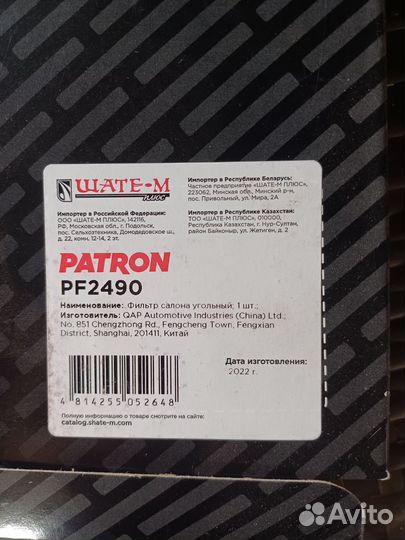 ШАТЕ-М
плюс
Импортер в Республике Беларусь:
Частное предприятие «ШАТЕ-М ПЛЮС»,
223062, Минская обл., Минский р-н,
пос. Привольный, ул. Мира, 2А
Импортер в Российской Федерации:
ООО «ШАТЕ-М ПЛЮС», 142116,
РФ, Московская обл., г. Подольск,
пос. Сельхозтехника, Домодедовское ш.,
д. 22, комн. 12-14, 2 эт.
Импортер в Республике Казахстан:
ТОО «ШАТЕ-М ПЛЮС», 010000,
Республика Казахстан, г. Нур-Султан,
район Байконыр, ул. Жетиген, д. 2
PATRON
PF2490
Наименование: Фильтр салона угольный; 1 шт.;
Изготовитель: QAP Automotive Industries (China) Ltd.;
No. 851 Chengzhong Rd., Fengcheng Town, Fengxian
District, Shanghai, 201411, Китай
Дата изготовления:
2022 г.
4 814255 052648
Полную информацию о товаре смотрите на сайте:
catalog.shate-m.com
Avito